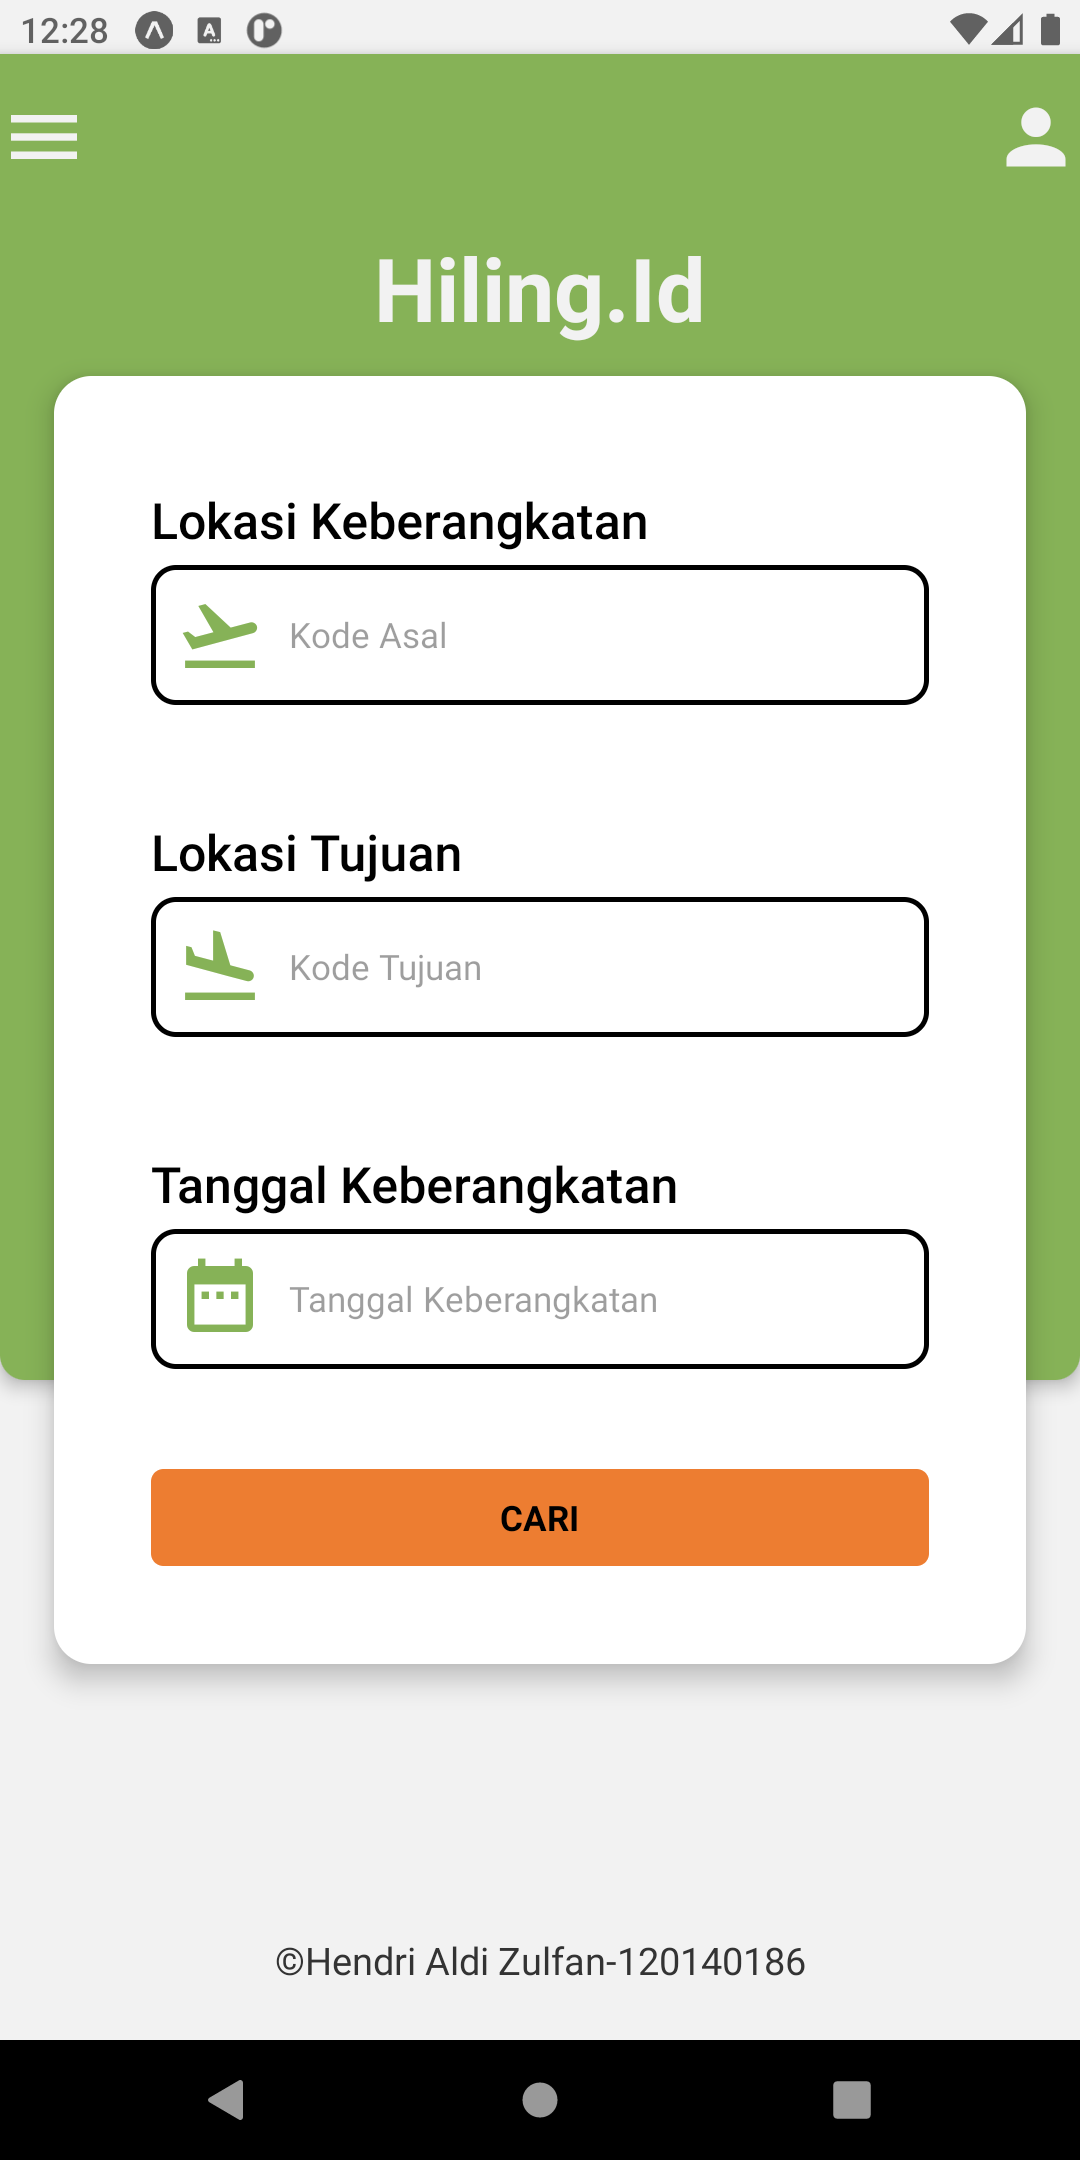 12:28
Hiling.Id
Lokasi Keberangkatan
Kode Asal
Lokasi Tujuan
Kode Tujuan
Tanggal Keberangkatan
Tanggal Keberangkatan
CARI
©Hendri Aldi Zulfan-120140186